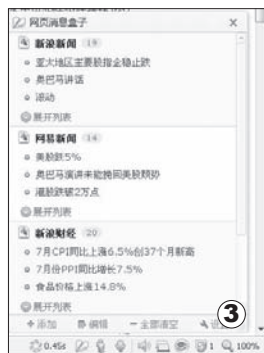 网页消息盒子
新浪新闻 19
亚太地区主要股指全线止跌
奥巴马讲话
滚动
展开列表
网易新闻 14
美股跌5%
奥巴马演讲未能挽回美股颓势
港股跌破2万点
展开列表
新浪财经 20
7月CPI同比上涨6.5%创37个月新高
7月份PPI同比增长7.5%
食品价格上涨14.8%
展开列表
+添加 编辑 全部清空
3
0.45s 1 100%